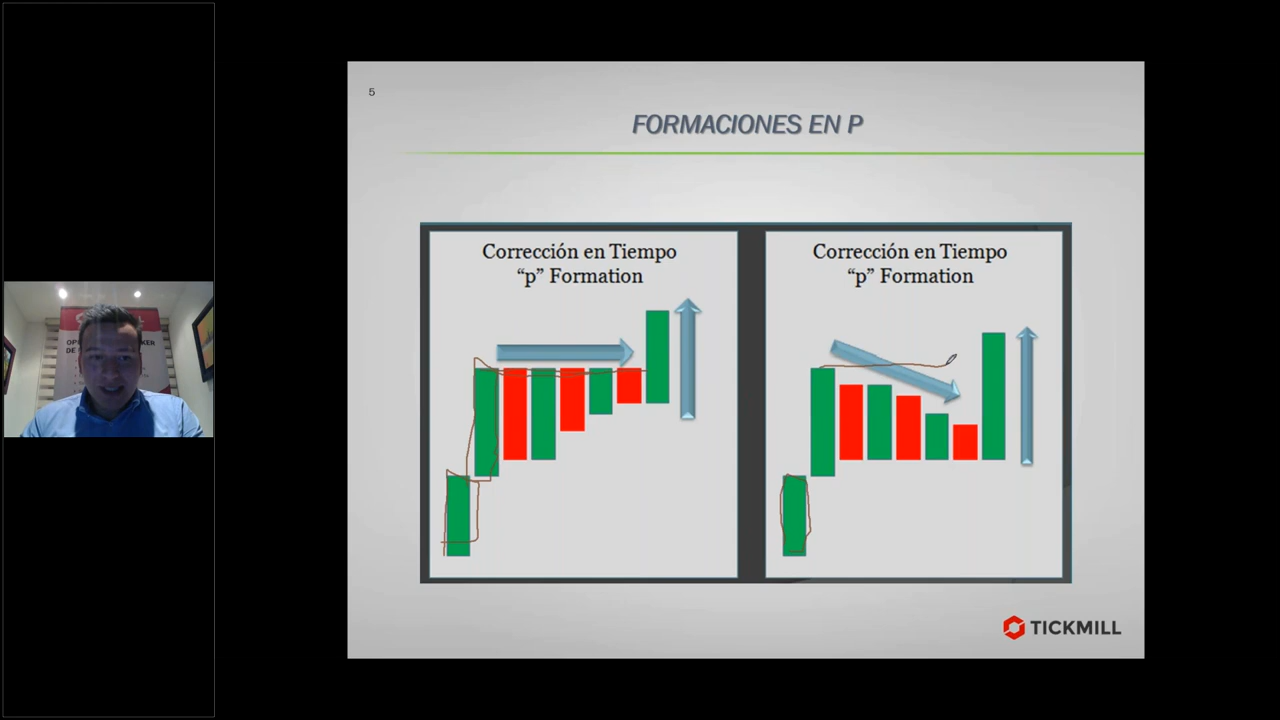 5
FORMACIONES EN P
Corrección en Tiempo
“p” Formation
Corrección en Tiempo
“p” Formation
TICKMILL